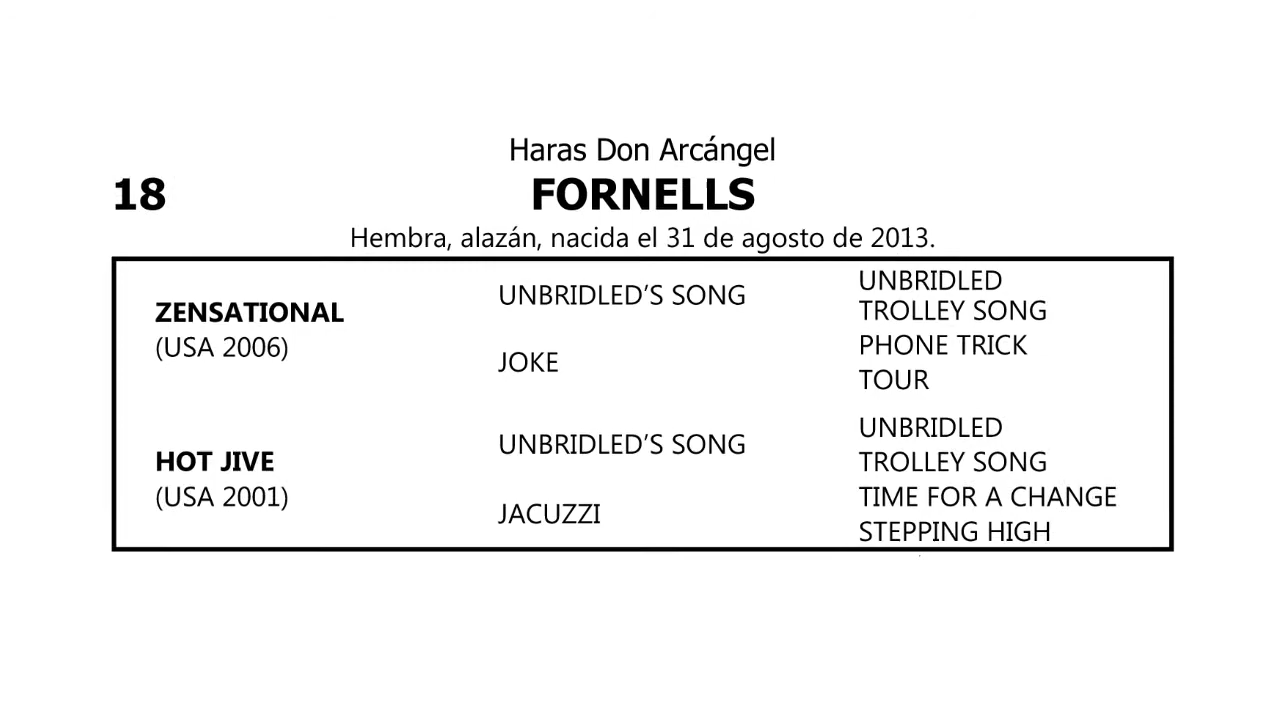 Haras Don Arcángel
18 FORNELLS
Hembra, alazán, nacida el 31 de agosto de 2013.
ZENSATIONAL
(USA 2006)
UNBRIDLED’S SONG
JOKE
UNBRIDLED
TROLLEY SONG
PHONE TRICK
TOUR
HOT JIVE
(USA 2001)
UNBRIDLED’S SONG
JACUZZI
UNBRIDLED
TROLLEY SONG
TIME FOR A CHANGE
STEPPING HIGH